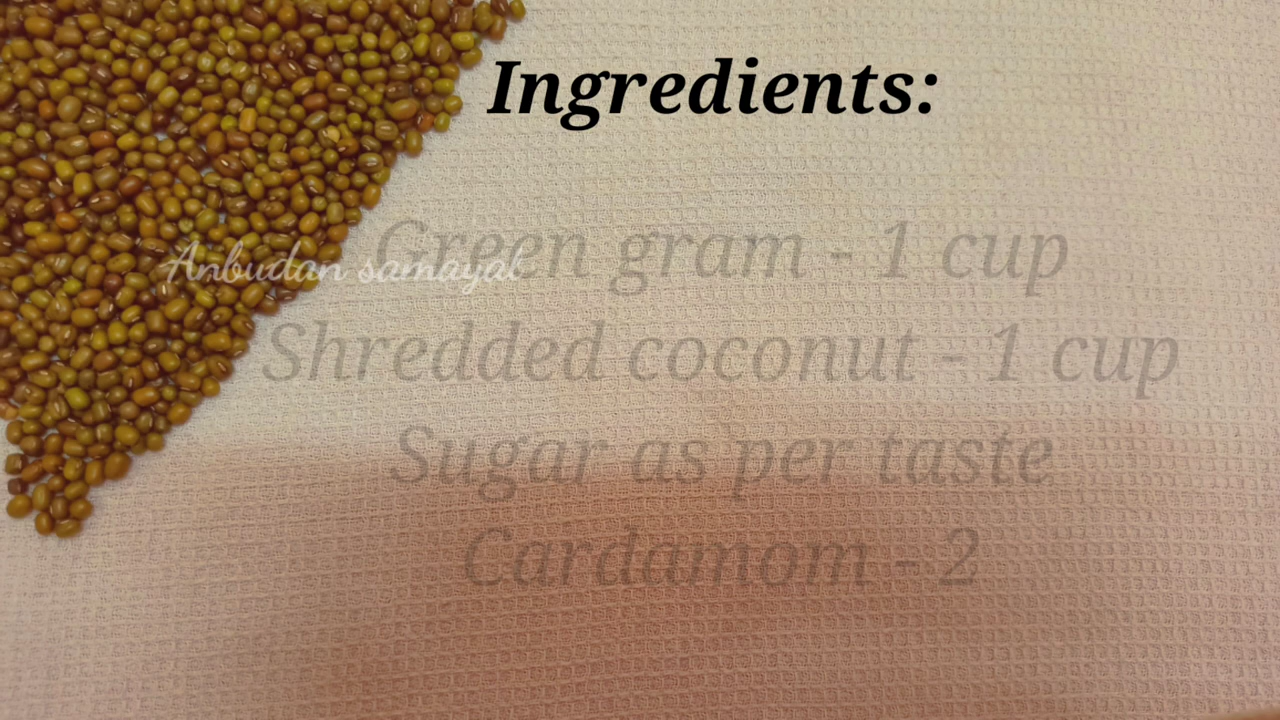 Ingredients:
Green gram - 1 cup
Anbudan samayal
Shredded coconut - 1 cup
Sugar as per taste
Cardamom - 2